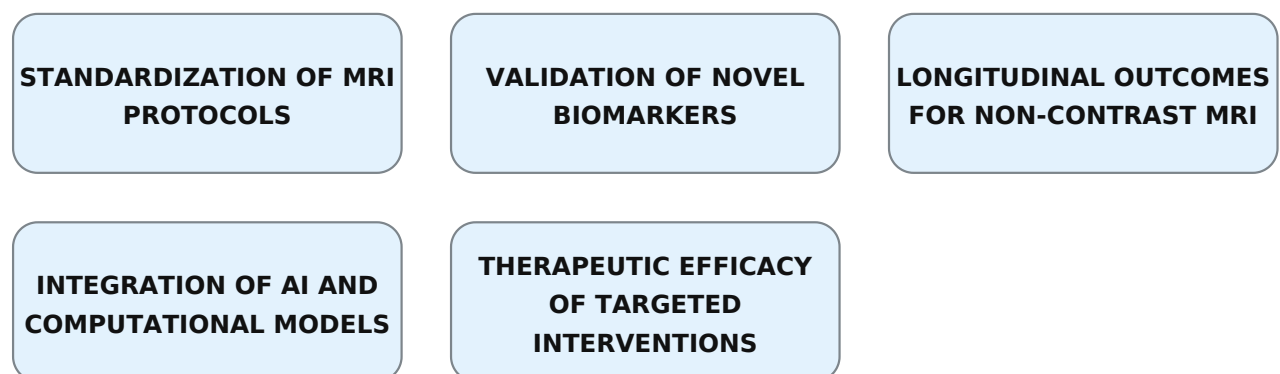 STANDARDIZATION OF MRI
PROTOCOLS
VALIDATION OF NOVEL
BIOMARKERS
LONGITUDINAL OUTCOMES
FOR NON-CONTRAST MRI
INTEGRATION OF AI AND
COMPUTATIONAL MODELS
THERAPEUTIC EFFICACY
OF TARGETED
INTERVENTIONS